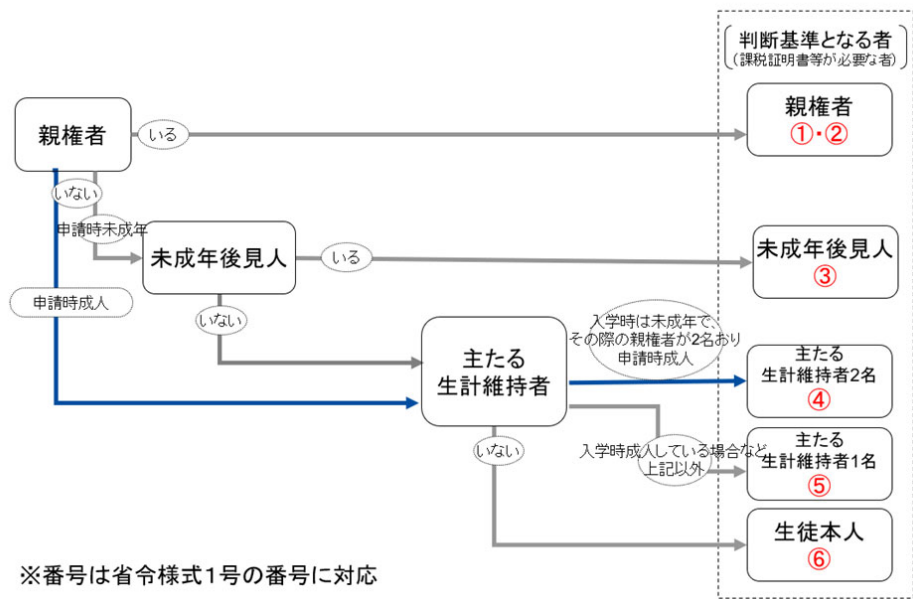 判断基準となる者
(課税証明書等が必要な者)
親権者
いる
親権者
①・②
いない
申請時未成年
未成年後見人
いる
未成年後見人
③
申請時成人
いない
入学時は未成年で、
その際の親権者が2名おり
申請時成人
主たる
生計維持者
主たる
生計維持者2名
④
いない
入学時成人している場合など
上記以外
主たる
生計維持者1名
⑤
生徒本人
⑥
※番号は省令様式1号の番号に対応